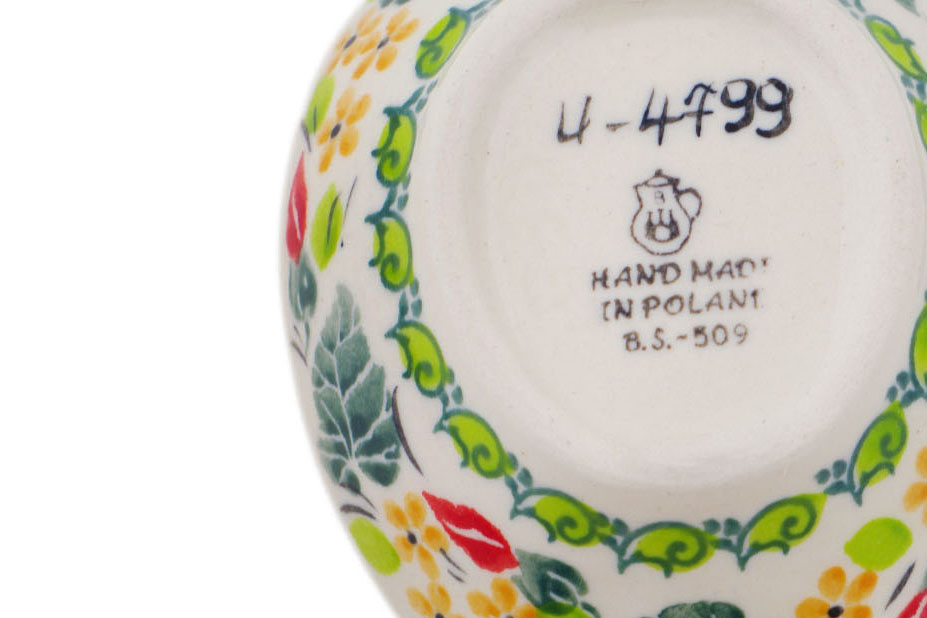 U-4799
HAND MAD'
IN POLAN
B.S.-509